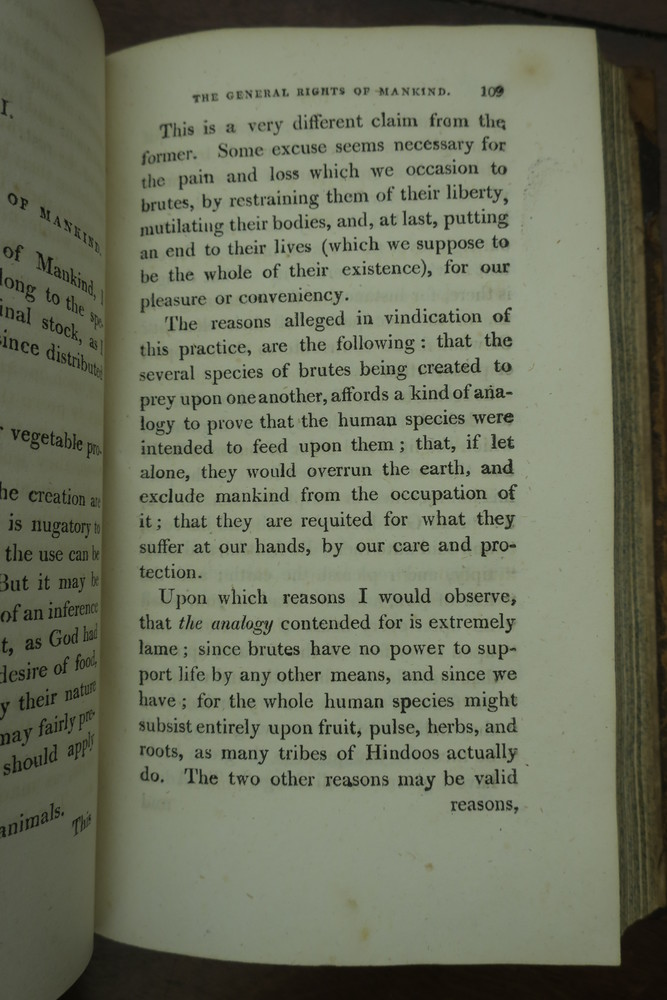 I.
OF MANKIND.
of Mankind, I
long to the spe-
inal stock, as I
since distributed
vegetable pro-
he creation are
is nugatory to
the use can be
But it may be
of an inference
t, as God had
desire of food,
y their nature
may fairly pre-
should apply
animals.
This
THE GENERAL RIGHTS OF MANKIND. 109
This is a very different claim from the
former. Some excuse seems necessary for
the pain and loss which we occasion to
brutes, by restraining them of their liberty,
mutilating their bodies, and, at last, putting
an end to their lives (which we suppose to
be the whole of their existence), for our
pleasure or conveniency.
The reasons alleged in vindication of
this practice, are the following: that the
several species of brutes being created to
prey upon one another, affords a kind of ana-
logy to prove that the human species were
intended to feed upon them; that, if let
alone, they would overrun the earth, and
exclude mankind from the occupation of
it; that they are requited for what they
suffer at our hands, by our care and pro-
tection.
Upon which reasons I would observe,
that the analogy contended for is extremely
lame; since brutes have no power to sup-
port life by any other means, and since we
have; for the whole human species might
subsist entirely upon fruit, pulse, herbs, and
roots, as many tribes of Hindoos actually
do. The two other reasons may be valid
reasons,